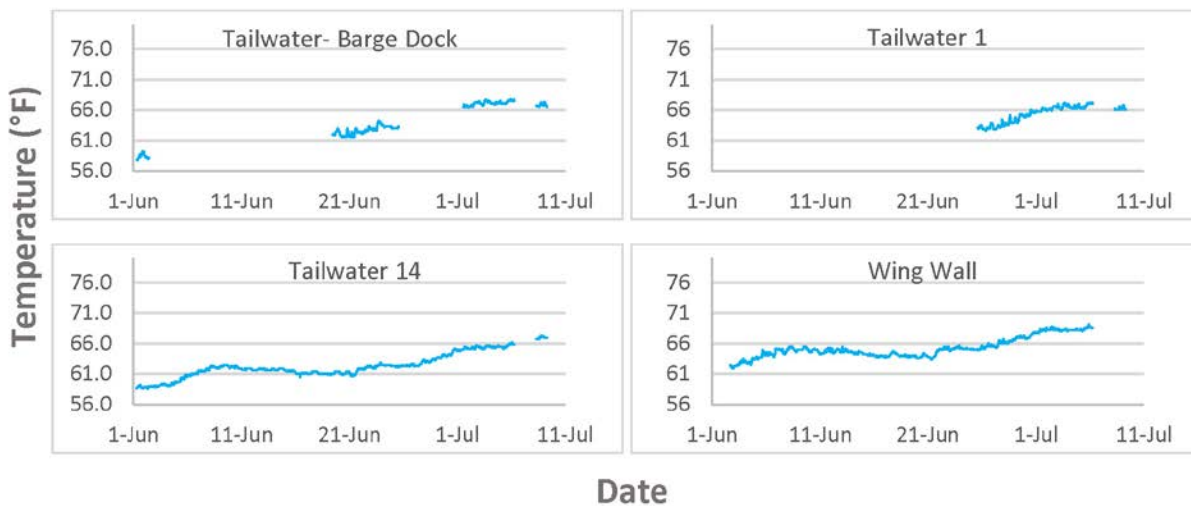 Temperature (°F)
Tailwater- Barge Dock
76.0
71.0
66.0
61.0
56.0
1-Jun 11-Jun 21-Jun 1-Jul 11-Jul
Tailwater 1
76
71
66
61
56
1-Jun 11-Jun 21-Jun 1-Jul 11-Jul
Tailwater 14
76.0
71.0
66.0
61.0
56.0
1-Jun 11-Jun 21-Jun 1-Jul 11-Jul
Wing Wall
76
71
66
61
56
1-Jun 11-Jun 21-Jun 1-Jul 11-Jul
Date